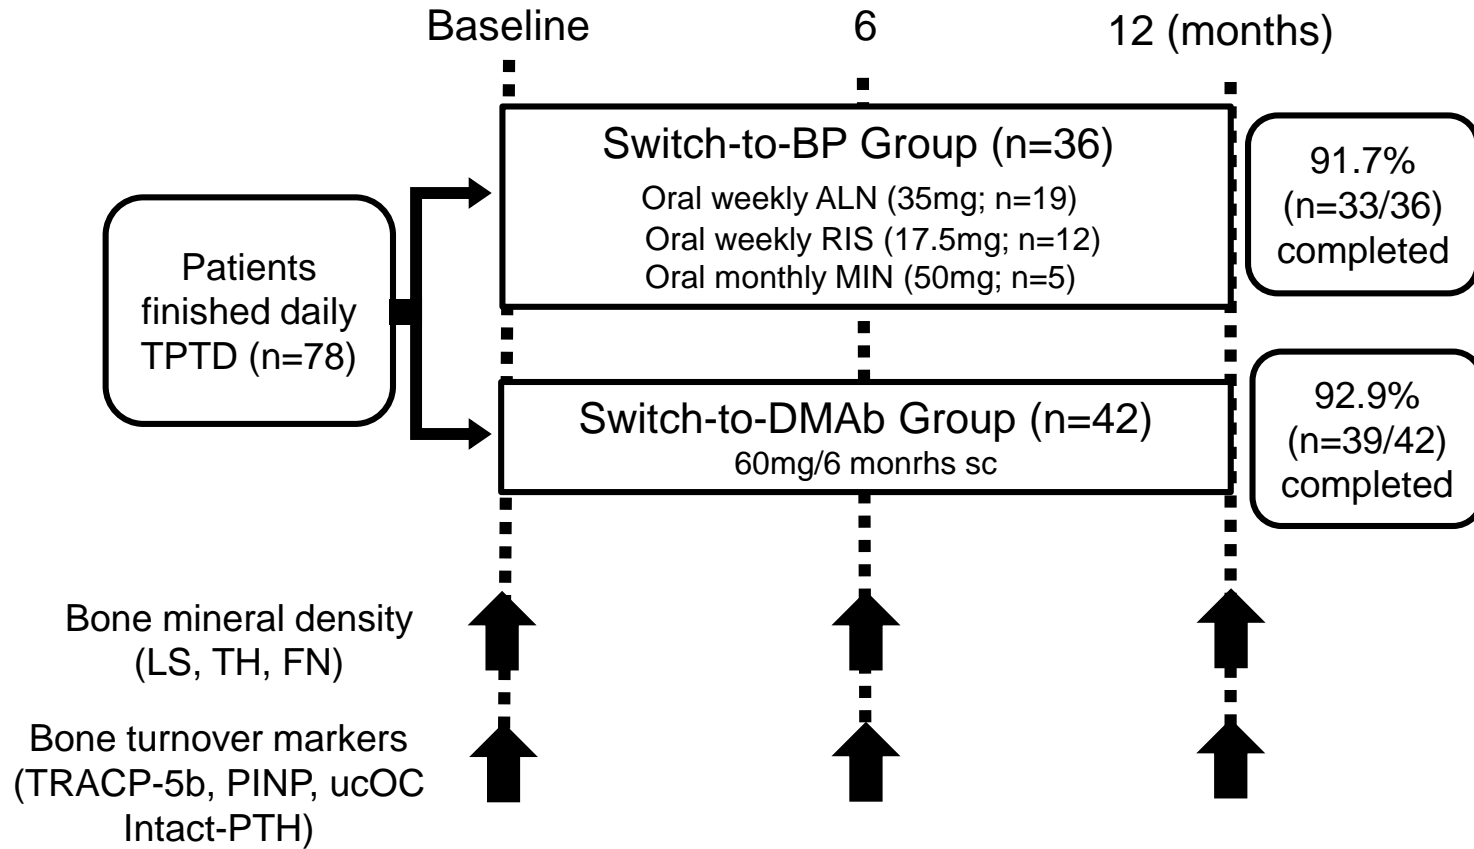 Baseline
6
12 (months)
Switch-to-BP Group (n=36)
Oral weekly ALN (35mg; n=19)
Oral weekly RIS (17.5mg; n=12)
Oral monthly MIN (50mg; n=5)
91.7%
(n=33/36)
completed
Patients
finished daily
TPTD (n=78)
Switch-to-DMAb Group (n=42)
60mg/6 monrhs sc
92.9%
(n=39/42)
completed
Bone mineral density
(LS, TH, FN)
Bone turnover markers
(TRACP-5b, PINP, ucOC
Intact-PTH)